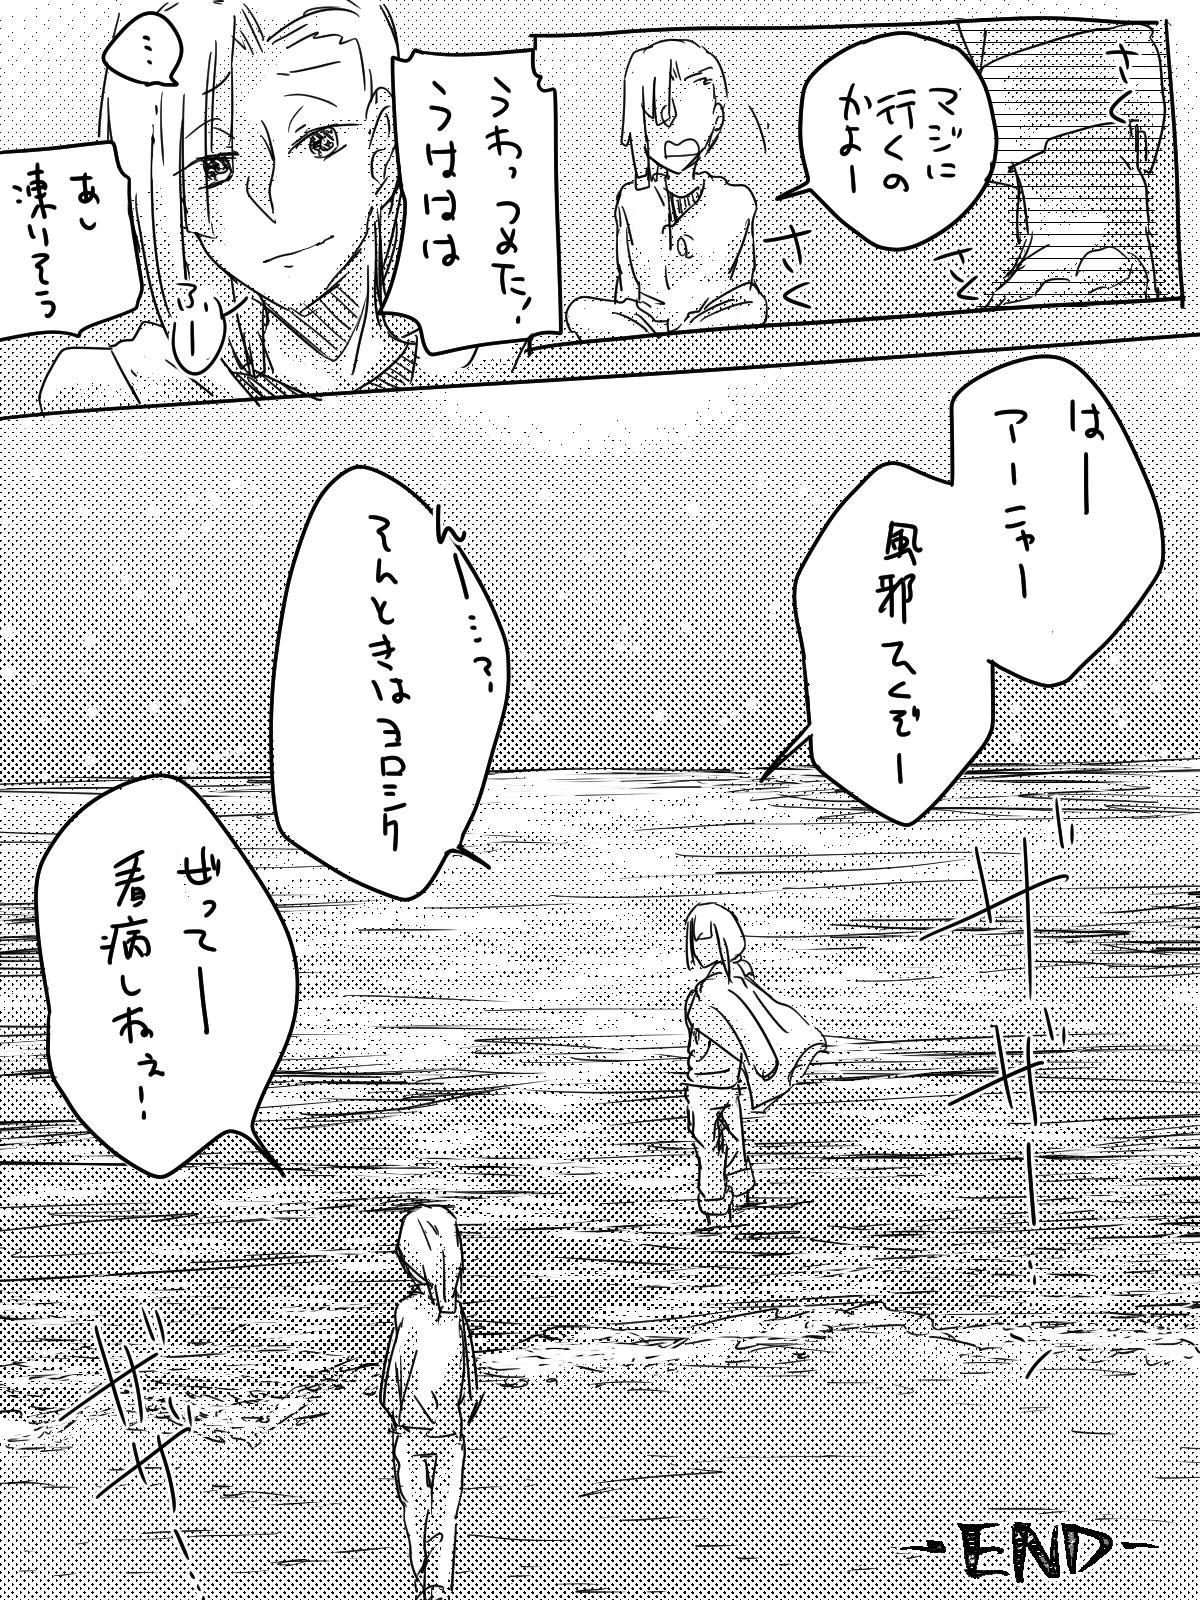 さく
マジに
行くの
かよー
さく
さく
うわっつめた!
うははは
…
ふぃー
あし
凍りそう
はー
アーニャー
風邪ひくぞー
んー…?
そんときはヨロシク
ぜってー
看病しねぇー!
ザザ
ザザ
-END-